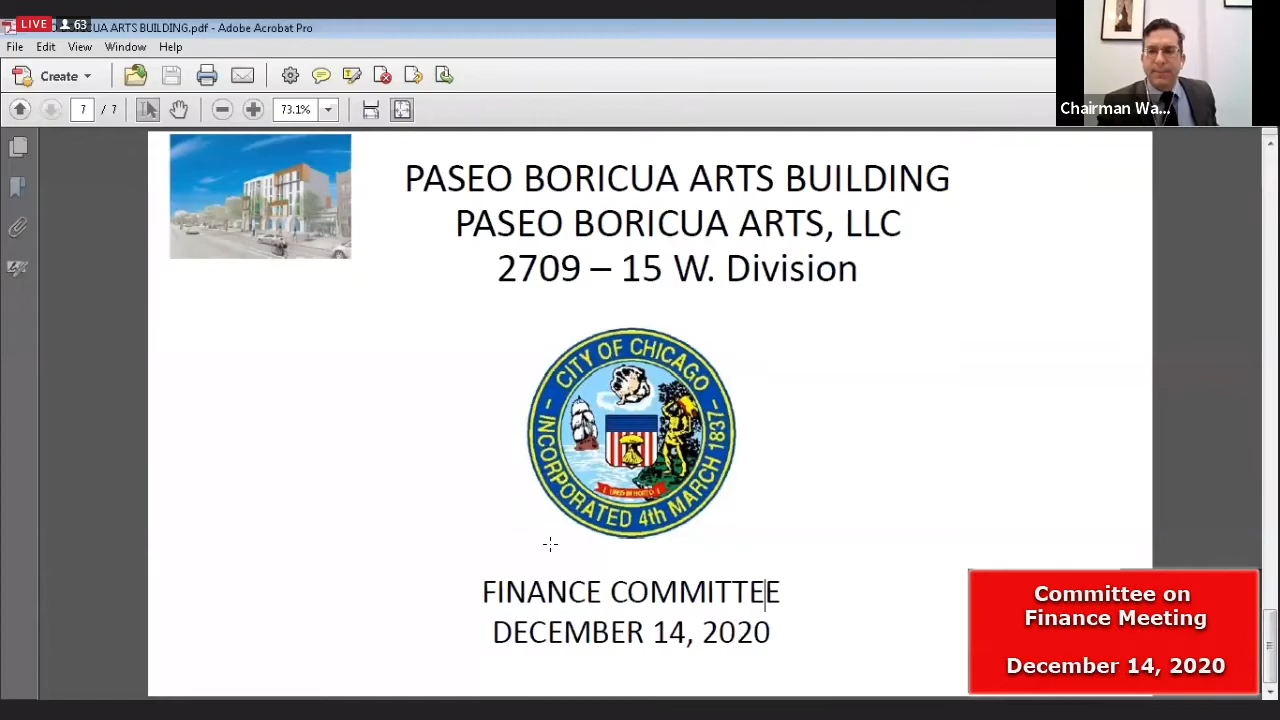 LIVE 63
UA ARTS BUILDING.pdf - Adobe Acrobat Pro
File Edit View Window Help
Create
7 / 7 73.1%
Chairman Wa...
PASEO BORICUA ARTS BUILDING
PASEO BORICUA ARTS, LLC
2709 – 15 W. Division
CITY OF CHICAGO
INCORPORATED 4th MARCH 1837
URBS IN HORTO
FINANCE COMMITTEE
DECEMBER 14, 2020
Committee on
Finance Meeting
December 14, 2020